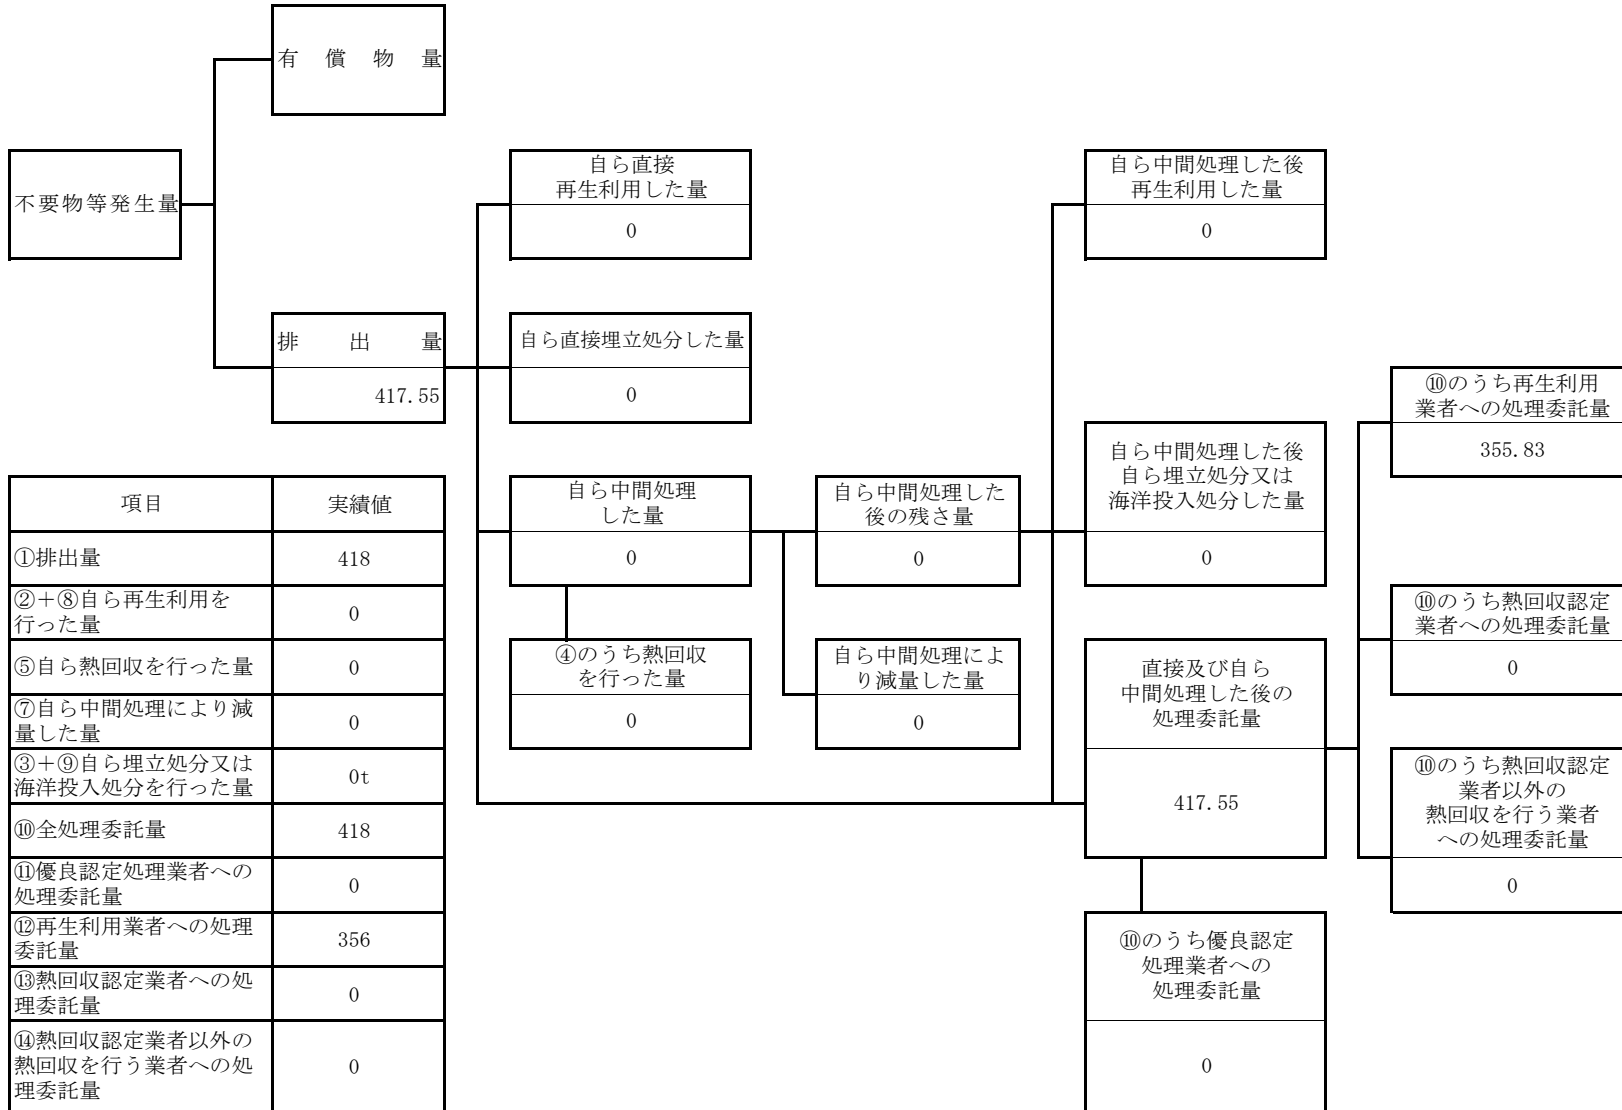 有償物量
不要物等発生量
自ら直接
再生利用した量
0
自ら中間処理した後
再生利用した量
0
排出量
417.55
自ら直接埋立処分した量
0
⑩のうち再生利用
業者への処理委託量
355.83
自ら中間処理した後
自ら埋立処分又は
海洋投入処分した量
0
自ら中間処理
した量
0
自ら中間処理した
後の残さ量
0
④のうち熱回収
を行った量
0
自ら中間処理によ
り減量した量
0
⑩のうち熱回収認定
業者への処理委託量
0
直接及び自ら
中間処理した後の
処理委託量
417.55
⑩のうち熱回収認定
業者以外の
熱回収を行う業者
への処理委託量
0
⑩のうち優良認定
処理業者への
処理委託量
0
項目 実績値
①排出量 418
②+⑧自ら再生利用を
行った量 0
⑤自ら熱回収を行った量 0
⑦自ら中間処理により減
量した量 0
③+⑨自ら埋立処分又は
海洋投入処分を行った量 0t
⑩全処理委託量 418
⑪優良認定処理業者への
処理委託量 0
⑫再生利用業者への処理
委託量 356
⑬熱回収認定業者への処
理委託量 0
⑭熱回収認定業者以外の
熱回収を行う業者への処
理委託量 0